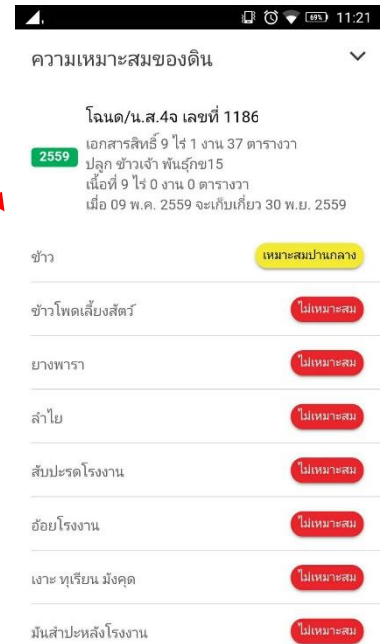 69% 11:21
ความเหมาะสมของดิน
โฉนด/น.ส.4จ เลขที่ 1186
2559
เอกสารสิทธิ์ 9 ไร่ 1 งาน 37 ตารางวา
ปลูก ข้าวเจ้า พันธุ์กข15
เนื้อที่ 9 ไร่ 0 งาน 0 ตารางวา
เมื่อ 09 พ.ค. 2559 จะเก็บเกี่ยว 30 พ.ย. 2559
ข้าว เหมาะสมปานกลาง
ข้าวโพดเลี้ยงสัตว์ ไม่เหมาะสม
ยางพารา ไม่เหมาะสม
ลำไย ไม่เหมาะสม
สับปะรดโรงงาน ไม่เหมาะสม
อ้อยโรงงาน ไม่เหมาะสม
เงาะ ทุเรียน มังคุด ไม่เหมาะสม
มันสำปะหลังโรงงาน ไม่เหมาะสม